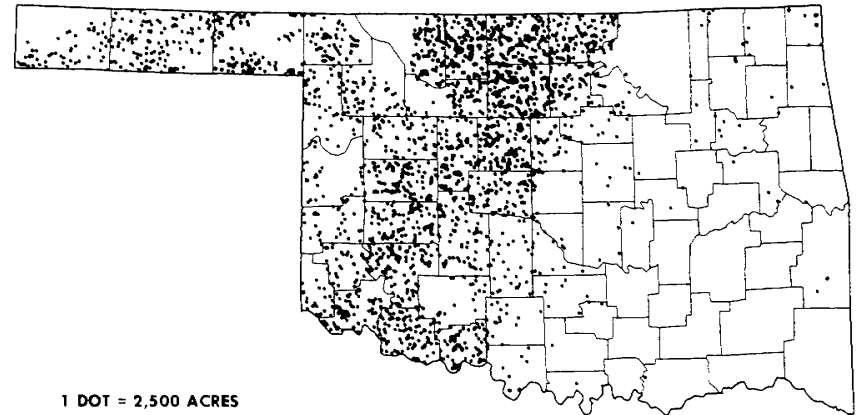 1 DOT = 2,500 ACRES